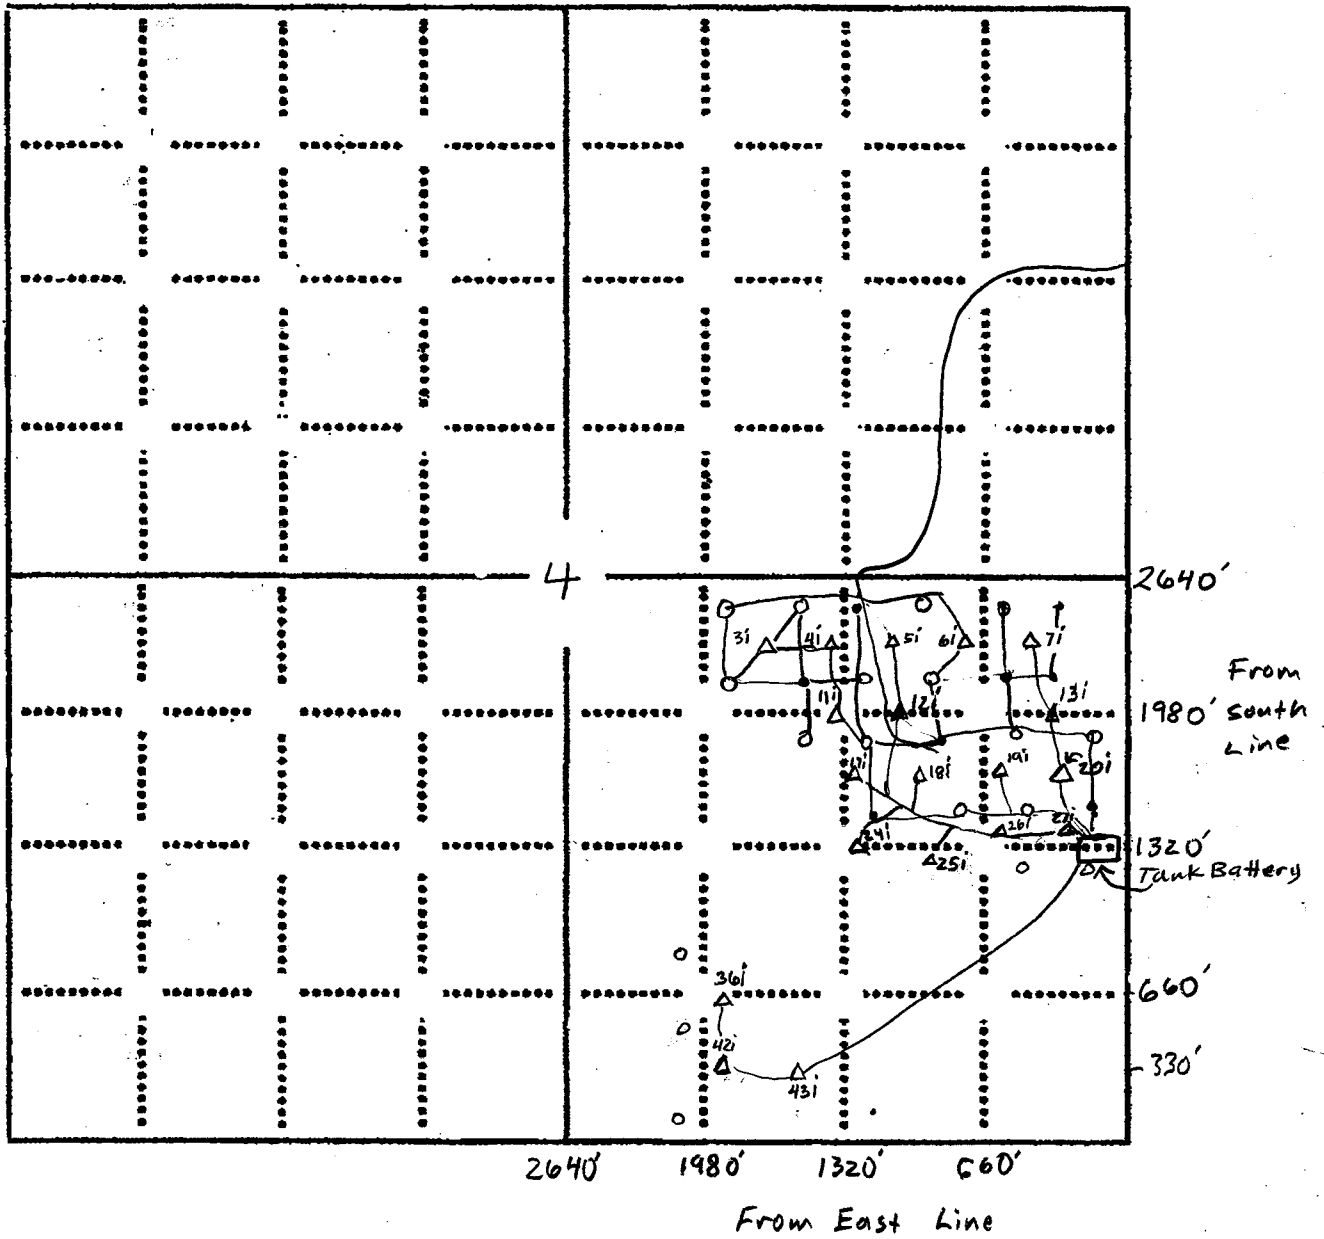 4
2640'
3i
4i
5i
6i
7i
From
South
Line
11i
12i
13i
1980'
17i
18i
19i
20i
24i
25i
26i
27i
1320'
Tank Battery
36i
660'
42i
43i
330'
2640'
1980'
1320'
660'
From East Line